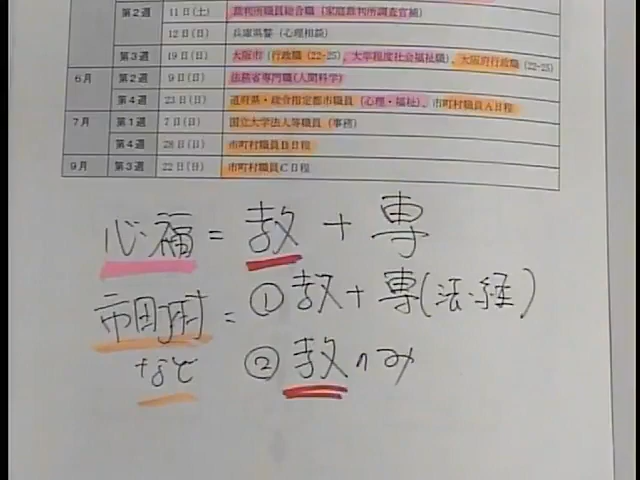 第2週 11日(土) 裁判所職員総合職(家庭裁判所調査官補)
12日(日) 兵庫県警(心理相談)
第3週 19日(日) 大阪市(行政職(22-25)、大卒程度社会福祉職)、大阪府行政職(22-25)
6月 第2週 9日(日) 法務省専門職(人間科学)
第4週 23日(日) 道府県・政令指定都市職員(心理・福祉)、市町村職員A日程
7月 第1週 7日(日) 国立大学法人等職員(事務)
第4週 28日(日) 市町村職員B日程
9月 第3週 22日(日) 市町村職員C日程
心・福 = 教 + 専
市町村 = ①教+専(法・経)
など ②教のみ